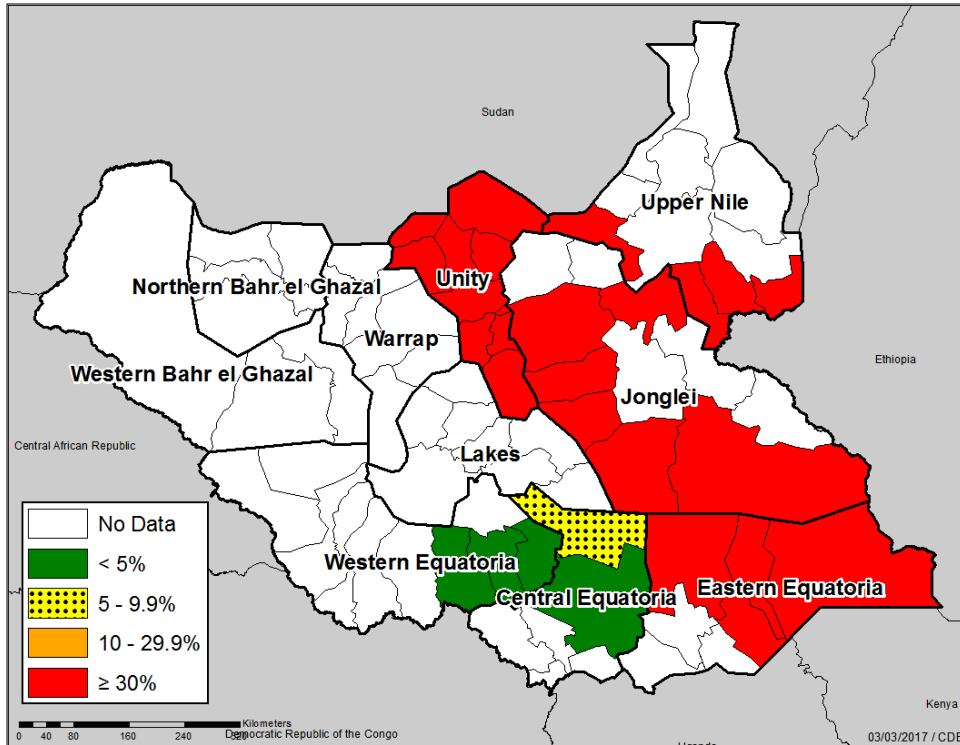 Sudan
Upper Nile
Unity
Northern Bahr el Ghazal
Warrap
Ethiopia
Western Bahr el Ghazal
Jonglei
Central African Republic
Lakes
No Data
< 5%
5 - 9.9%
10 - 29.9%
≥ 30%
Western Equatoria
Eastern Equatoria
Central Equatoria
Kenya
Kilometers
0 40 80 160 240 320
Democratic Republic of the Congo
03/03/2017 / CDE